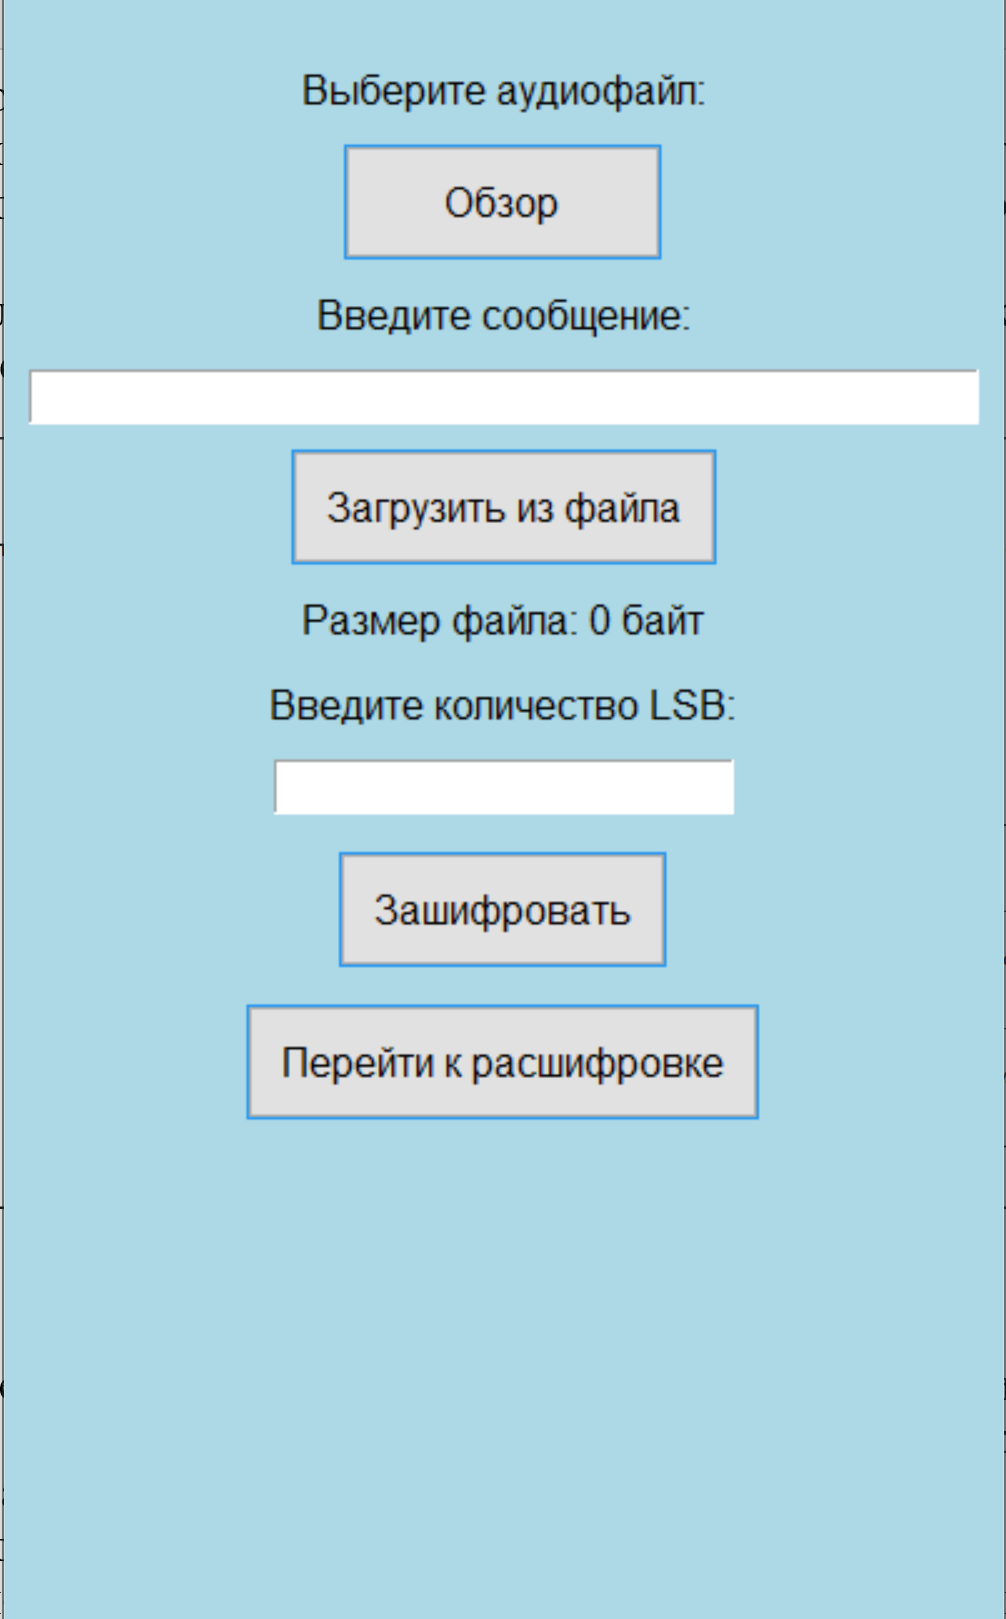 Выберите аудиофайл:
Обзор
Введите сообщение:
Загрузить из файла
Размер файла: 0 байт
Введите количество LSB:
Зашифровать
Перейти к расшифровке